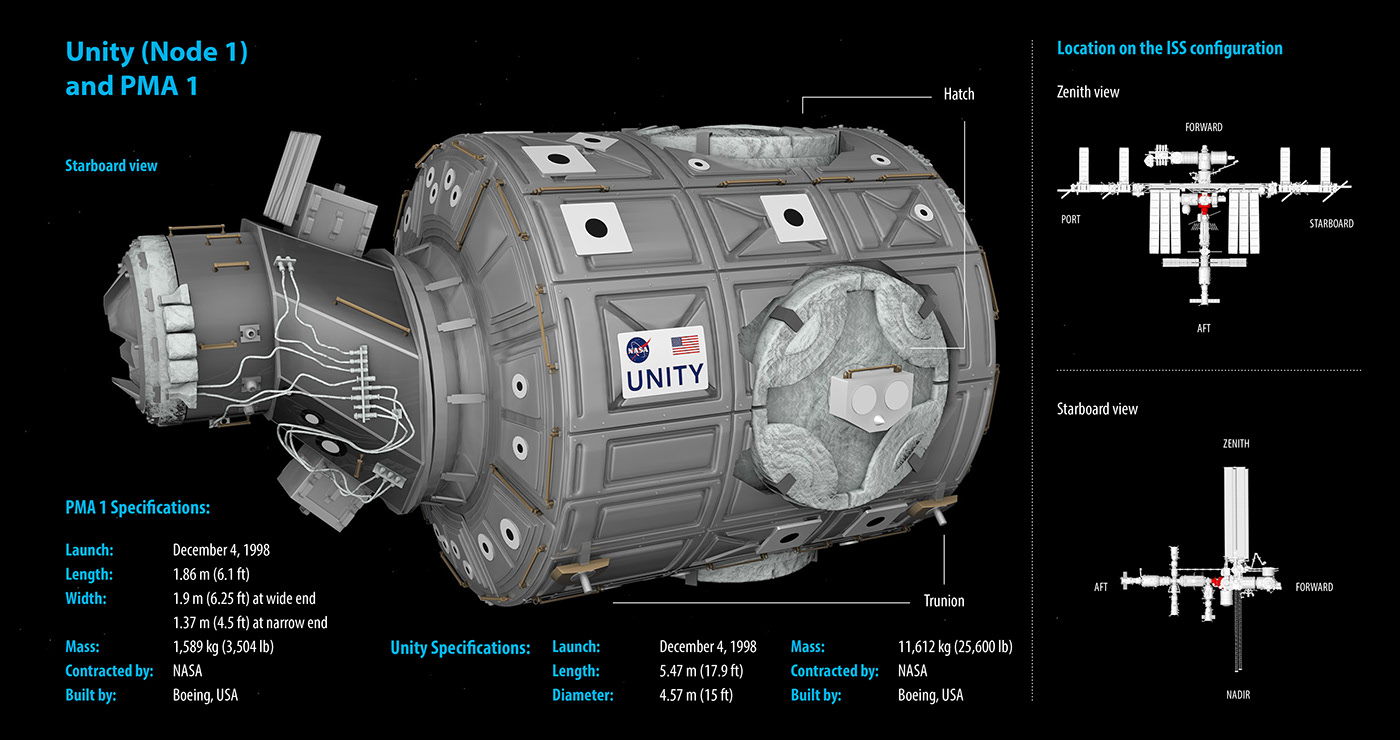 Unity (Node 1)
and PMA 1
Starboard view
Hatch
NASA
UNITY
Trunion
PMA 1 Specifications:
Launch: December 4, 1998
Length: 1.86 m (6.1 ft)
Width: 1.9 m (6.25 ft) at wide end
1.37 m (4.5 ft) at narrow end
Mass: 1,589 kg (3,504 lb)
Contracted by: NASA
Built by: Boeing, USA
Unity Specifications:
Launch: December 4, 1998
Length: 5.47 m (17.9 ft)
Diameter: 4.57 m (15 ft)
Mass: 11,612 kg (25,600 lb)
Contracted by: NASA
Built by: Boeing, USA
Location on the ISS configuration
Zenith view
FORWARD
PORT
STARBOARD
AFT
Starboard view
ZENITH
AFT
FORWARD
NADIR